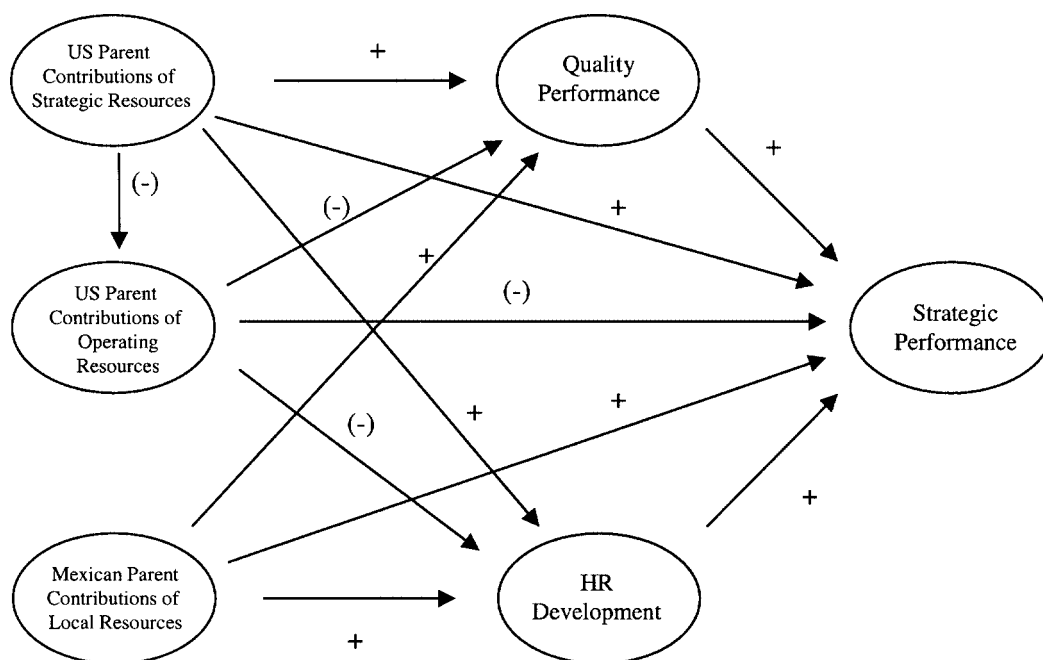 US Parent
Contributions of
Strategic Resources
+
Quality
Performance
+
(-)
(-)
+
+
US Parent
Contributions of
Operating
Resources
(-)
Strategic
Performance
(-)
+
+
+
Mexican Parent
Contributions of
Local Resources
+
HR
Development